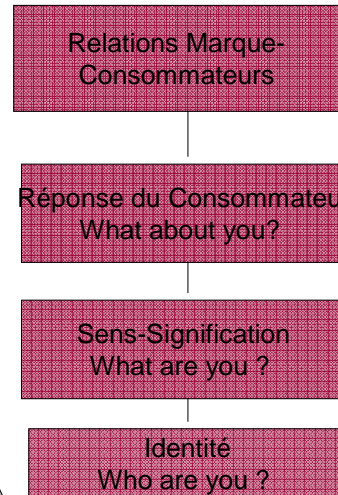 Relations Marque-
Consommateurs
Réponse du Consommateu
What about you?
Sens-Signification
What are you ?
Identité
Who are you ?